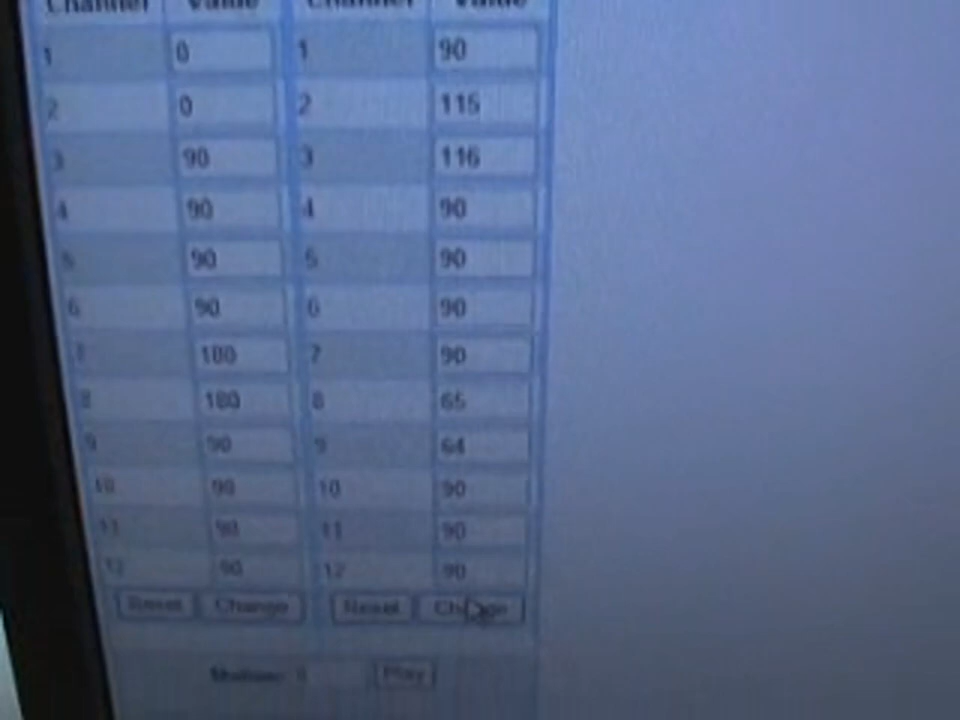 Channel Value Channel Value
1 0 1 90
2 0 2 115
3 90 3 116
4 90 4 90
5 90 5 90
6 90 6 90
7 180 7 90
8 180 8 65
9 90 9 64
10 90 10 90
11 90 11 90
12 90 12 90
Reset Change Reset Change
Play